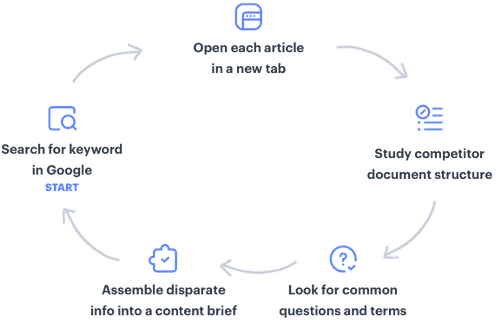 Open each article
in a new tab
Study competitor
document structure
Look for common
questions and terms
Assemble disparate
info into a content brief
Search for keyword
in Google
START